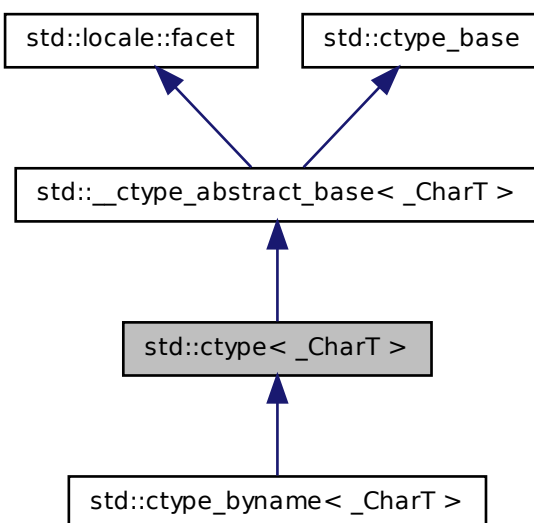 std::locale::facet
std::ctype_base
std::__ctype_abstract_base< _CharT >
std::ctype< _CharT >
std::ctype_byname< _CharT >